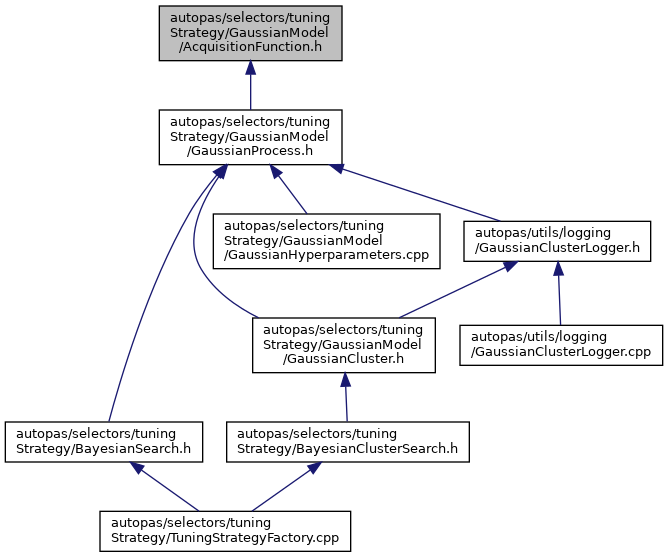 autopas/selectors/tuning
Strategy/GaussianModel
/AcquisitionFunction.h
autopas/selectors/tuning
Strategy/GaussianModel
/GaussianProcess.h
autopas/selectors/tuning
Strategy/GaussianModel
/GaussianHyperparameters.cpp
autopas/utils/logging
/GaussianClusterLogger.h
autopas/selectors/tuning
Strategy/GaussianModel
/GaussianCluster.h
autopas/utils/logging
/GaussianClusterLogger.cpp
autopas/selectors/tuning
Strategy/BayesianSearch.h
autopas/selectors/tuning
Strategy/BayesianClusterSearch.h
autopas/selectors/tuning
Strategy/TuningStrategyFactory.cpp